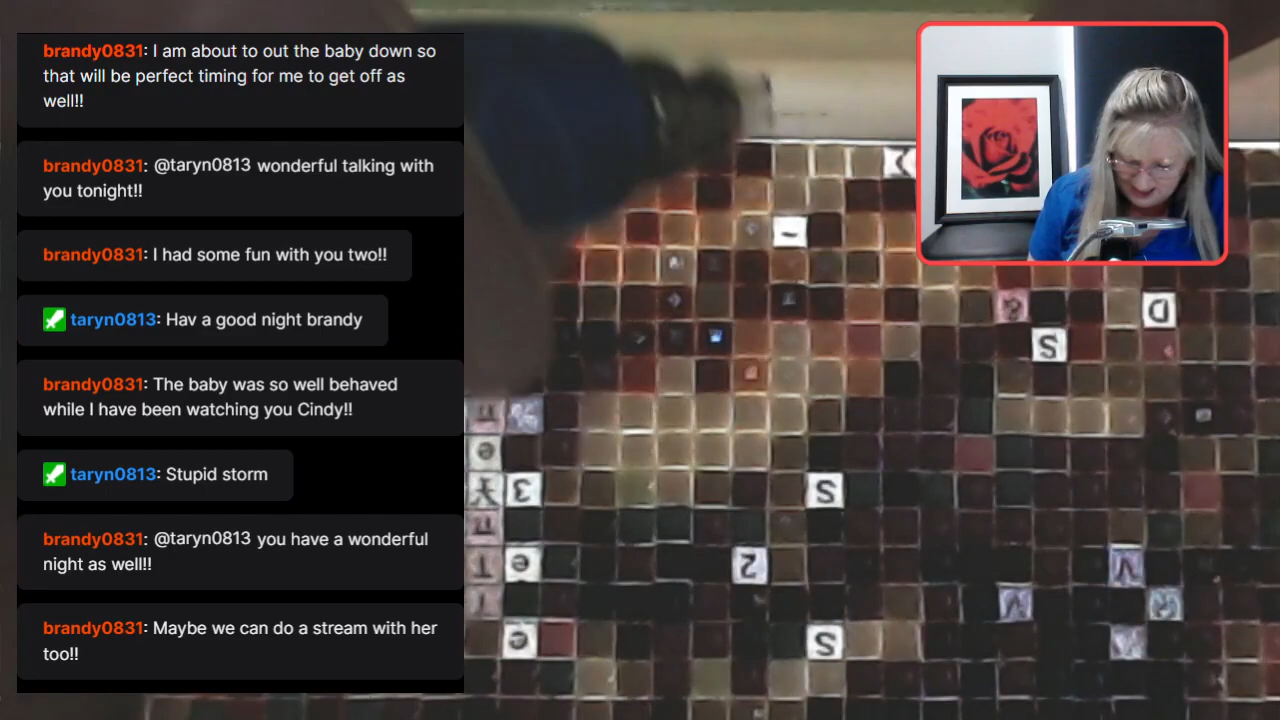 brandy0831: I am about to out the baby down so
that will be perfect timing for me to get off as
well!!
brandy0831: @taryn0813 wonderful talking with
you tonight!!
brandy0831: I had some fun with you two!!
taryn0813: Hav a good night brandy
brandy0831: The baby was so well behaved
while I have been watching you Cindy!!
taryn0813: Stupid storm
brandy0831: @taryn0813 you have a wonderful
night as well!!
brandy0831: Maybe we can do a stream with her
too!!
D
S
3
S
e
2
e
S